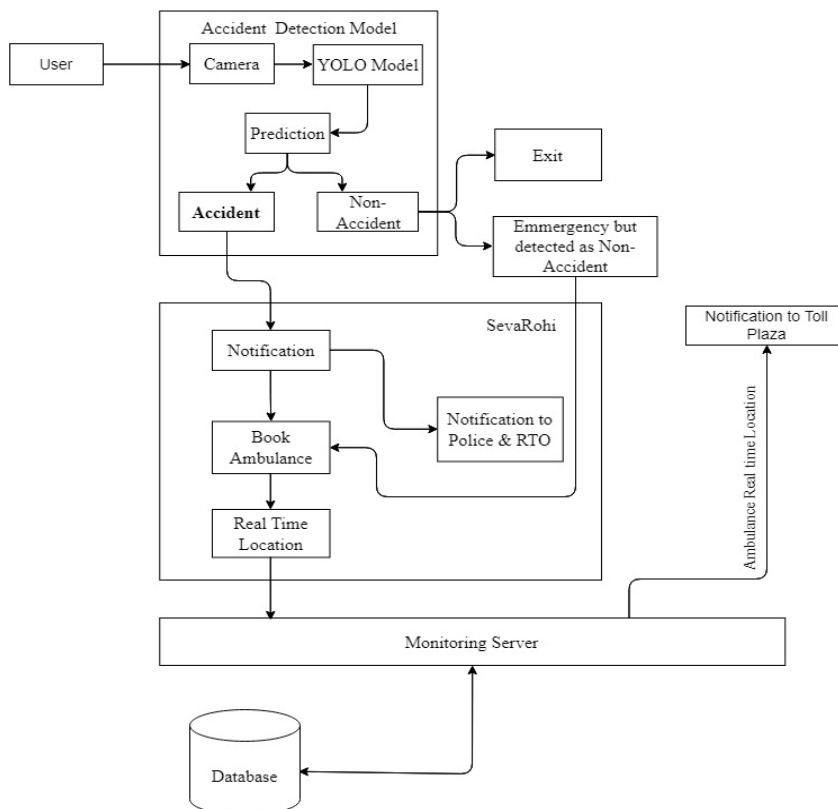 Accident Detection Model
User
Camera
YOLO Model
Prediction
Exit
Accident
Non-
Accident
Emmergency but
detected as Non-
Accident
SevaRohi
Notification to Toll
Plaza
Notification
Notification to
Police & RTO
Book
Ambulance
Ambulance Real time Location
Real Time
Location
Monitoring Server
Database